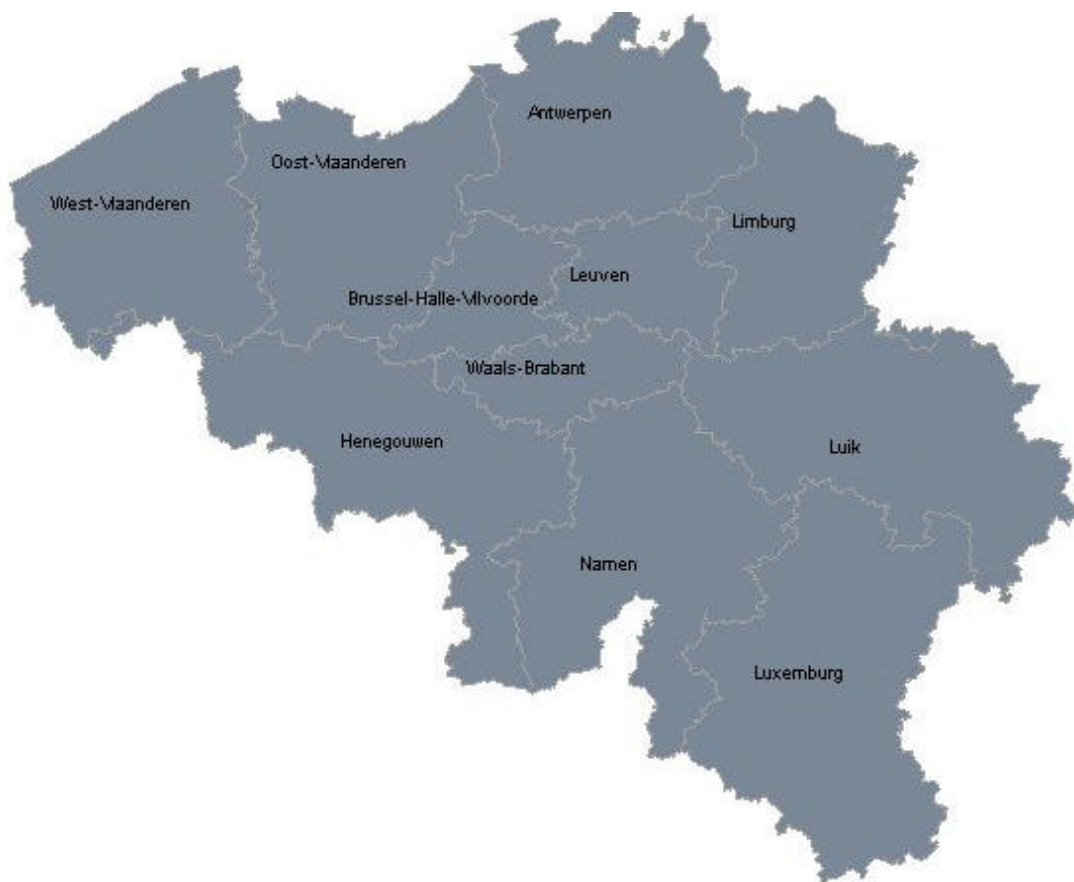 Antwerpen
Oost-Vlaanderen
West-Vlaanderen
Limburg
Leuven
Brussel-Halle-Vilvoorde
Waals-Brabant
Henegouwen
Luik
Namen
Luxemburg